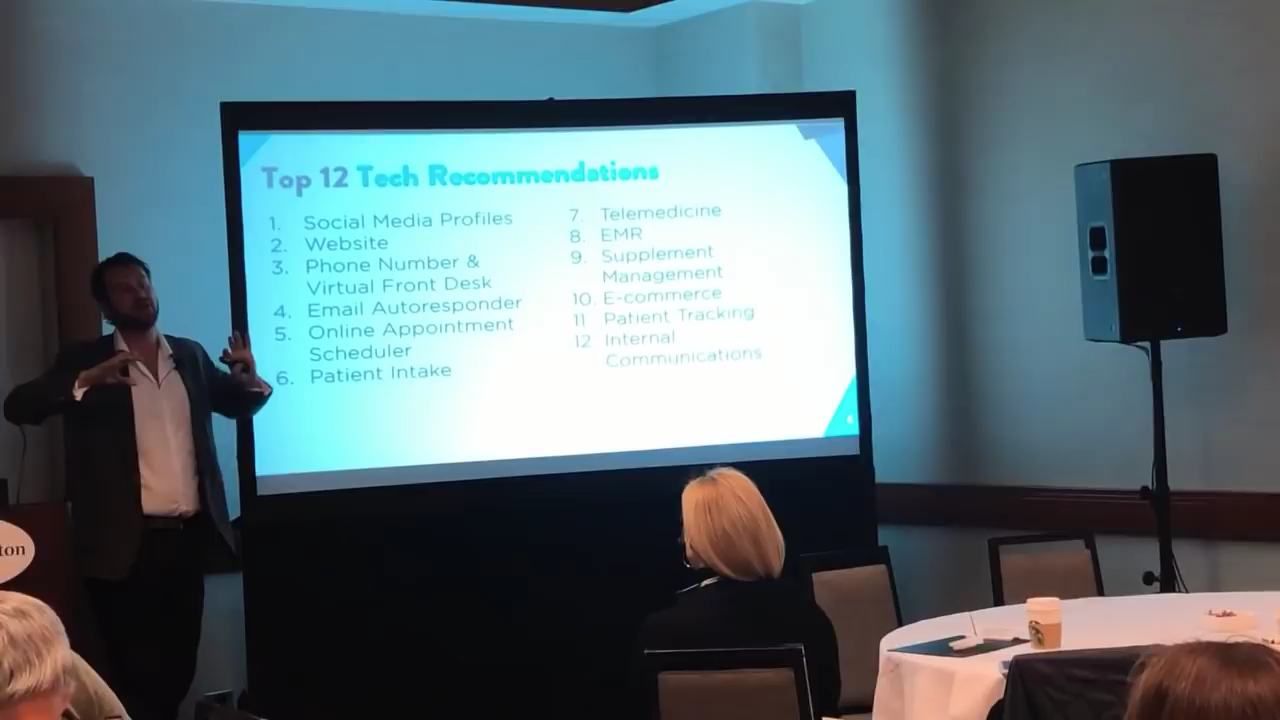 Top 12 Tech Recommendations
1. Social Media Profiles
2. Website
3. Phone Number &
Virtual Front Desk
4. Email Autoresponder
5. Online Appointment
Scheduler
6. Patient Intake
7. Telemedicine
8. EMR
9. Supplement
Management
10. E-commerce
11 Patient Tracking
12 Internal
Communications
ton